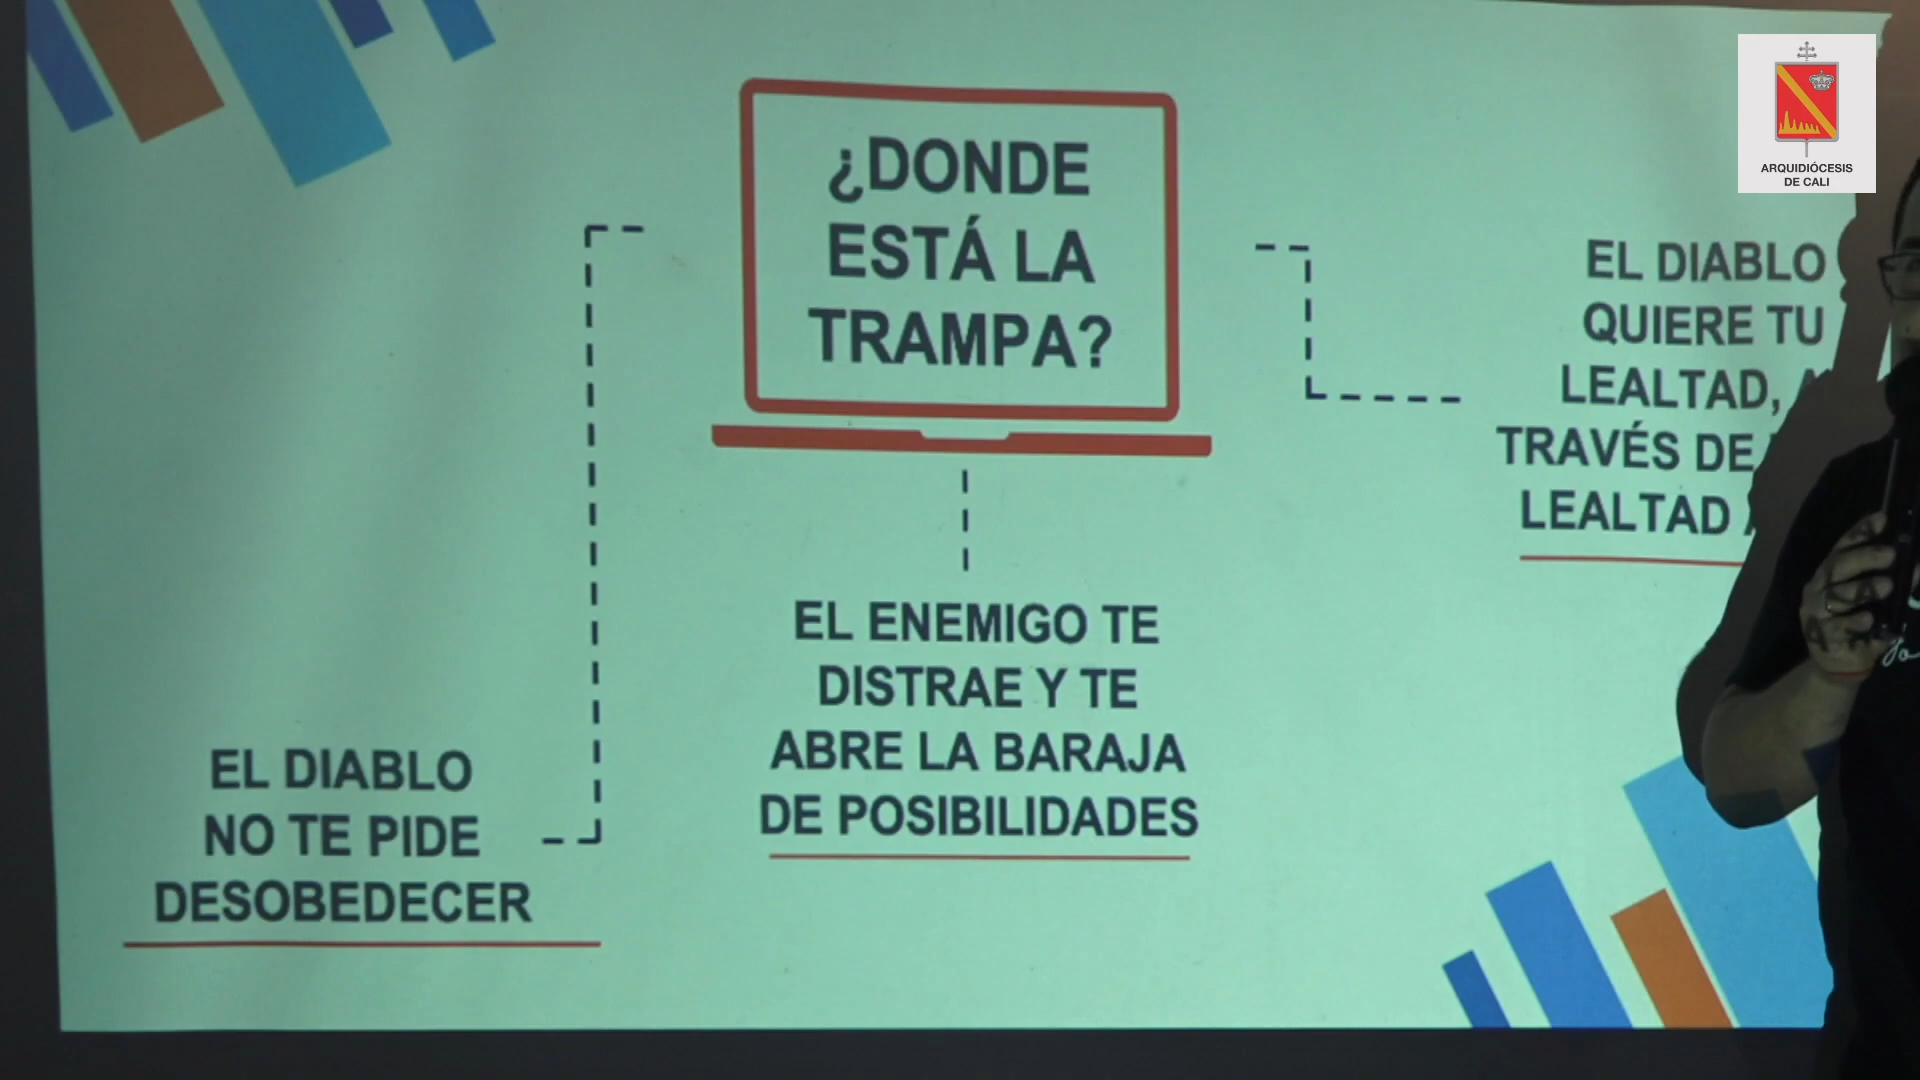 ¿DONDE
ESTÁ LA
TRAMPA?
EL DIABLO
QUIERE TU
LEALTAD,
TRAVÉS DE
LEALTAD
EL ENEMIGO TE
DISTRAE Y TE
ABRE LA BARAJA
DE POSIBILIDADES
EL DIABLO
NO TE PIDE
DESOBEDECER
ARQUIDIÓCESIS
DE CALI